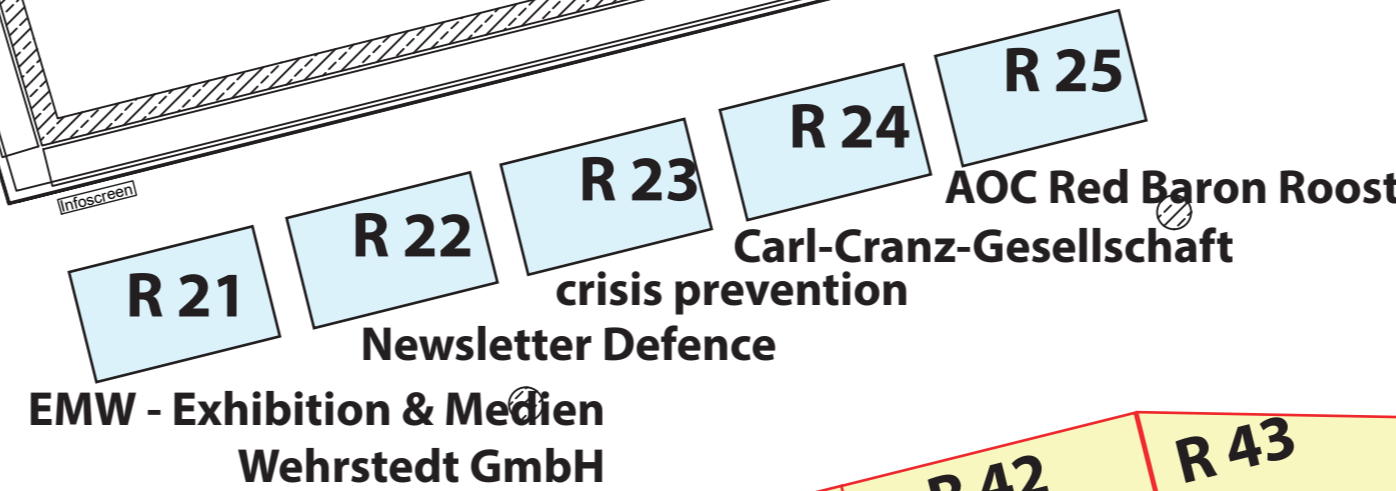 R 25
R 24
R 23
R 22
R 21
Infoscreen
AOC Red Baron Roost
Carl-Cranz-Gesellschaft
crisis prevention
Newsletter Defence
EMW - Exhibition & Medien
Wehrstedt GmbH
R 43
R 42